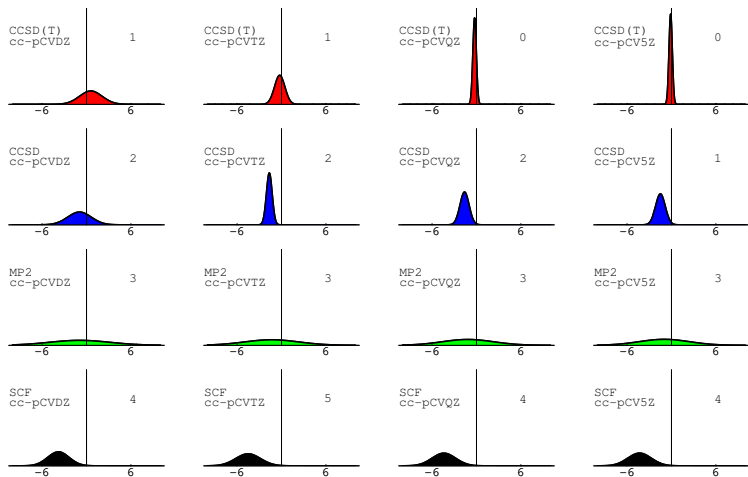 CCSD(T)
cc-pCVDZ
1
-6 6
CCSD(T)
cc-pCVTZ
1
-6 6
CCSD(T)
cc-pCVQZ
0
-6 6
CCSD(T)
cc-pCV5Z
0
-6 6
CCSD
cc-pCVDZ
2
-6 6
CCSD
cc-pCVTZ
2
-6 6
CCSD
cc-pCVQZ
2
-6 6
CCSD
cc-pCV5Z
1
-6 6
MP2
cc-pCVDZ
3
-6 6
MP2
cc-pCVTZ
3
-6 6
MP2
cc-pCVQZ
3
-6 6
MP2
cc-pCV5Z
3
-6 6
SCF
cc-pCVDZ
4
-6 6
SCF
cc-pCVTZ
5
-6 6
SCF
cc-pCVQZ
4
-6 6
SCF
cc-pCV5Z
4
-6 6